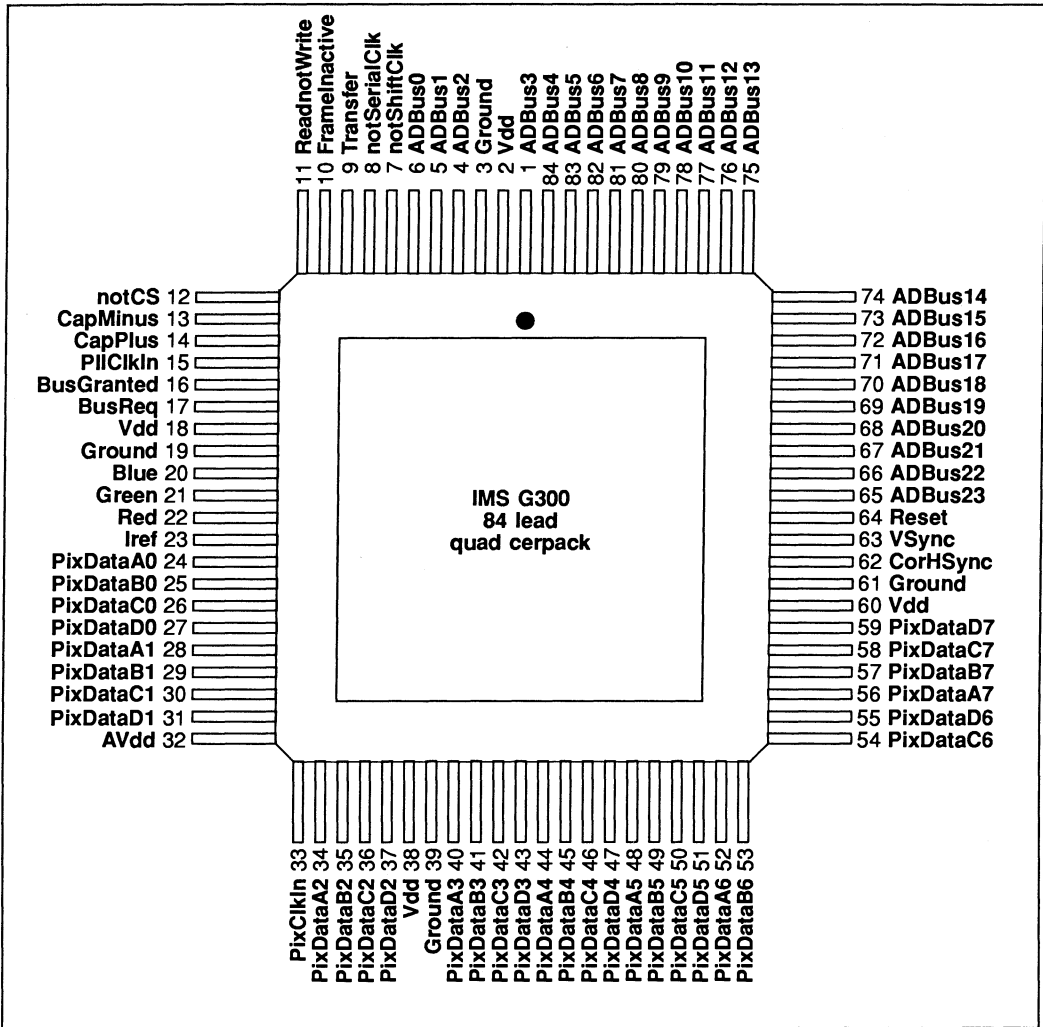 11 ReadnotWrite
10 FrameInactive
9 Transfer
8 notSerialClk
7 notShiftClk
6 ADBus0
5 ADBus1
4 ADBus2
3 Ground
2 Vdd
1 ADBus3
84 ADBus4
83 ADBus5
82 ADBus6
81 ADBus7
80 ADBus8
79 ADBus9
78 ADBus10
77 ADBus11
76 ADBus12
75 ADBus13
notCS 12
CapMinus 13
CapPlus 14
PllClkIn 15
BusGranted 16
BusReq 17
Vdd 18
Ground 19
Blue 20
Green 21
Red 22
Iref 23
PixDataA0 24
PixDataB0 25
PixDataC0 26
PixDataD0 27
PixDataA1 28
PixDataB1 29
PixDataC1 30
PixDataD1 31
AVdd 32
IMS G300
84 lead
quad cerpack
74 ADBus14
73 ADBus15
72 ADBus16
71 ADBus17
70 ADBus18
69 ADBus19
68 ADBus20
67 ADBus21
66 ADBus22
65 ADBus23
64 Reset
63 VSync
62 CorHSync
61 Ground
60 Vdd
59 PixDataD7
58 PixDataC7
57 PixDataB7
56 PixDataA7
55 PixDataD6
54 PixDataC6
PixClkIn 33
PixDataA2 34
PixDataB2 35
PixDataC2 36
PixDataD2 37
Vdd 38
Ground 39
PixDataA3 40
PixDataB3 41
PixDataC3 42
PixDataD3 43
PixDataA4 44
PixDataB4 45
PixDataC4 46
PixDataD4 47
PixDataA5 48
PixDataB5 49
PixDataC5 50
PixDataD5 51
PixDataA6 52
PixDataB6 53